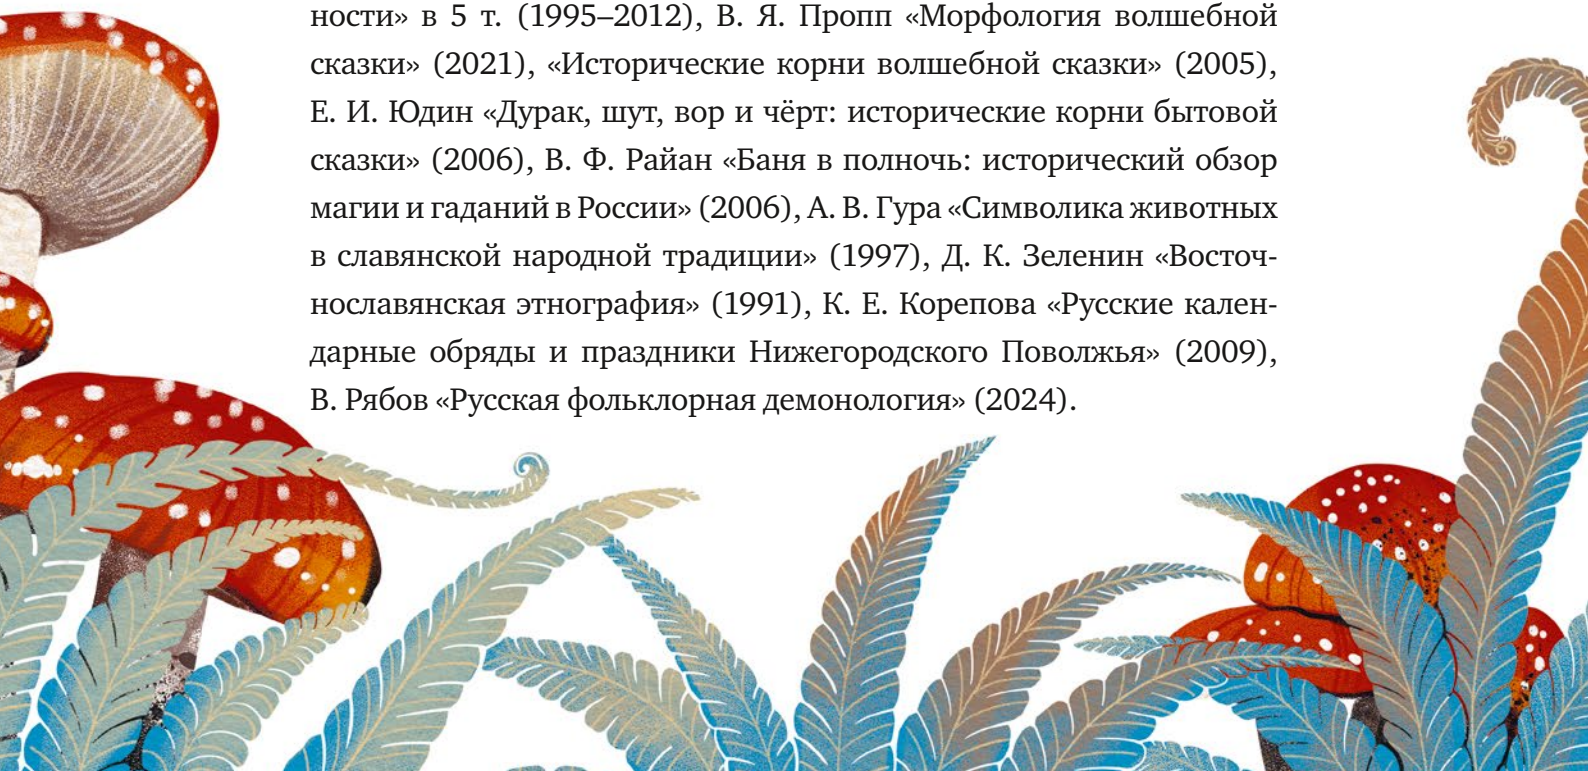 ности» в 5 т. (1995–2012), В. Я. Пропп «Морфология волшебной
сказки» (2021), «Исторические корни волшебной сказки» (2005),
Е. И. Юдин «Дурак, шут, вор и чёрт: исторические корни бытовой
сказки» (2006), В. Ф. Райан «Баня в полночь: исторический обзор
магии и гаданий в России» (2006), А. В. Гура «Символика животных
в славянской народной традиции» (1997), Д. К. Зеленин «Восточ-
нославянская этнография» (1991), К. Е. Корепова «Русские кален-
дарные обряды и праздники Нижегородского Поволжья» (2009),
В. Рябов «Русская фольклорная демонология» (2024).